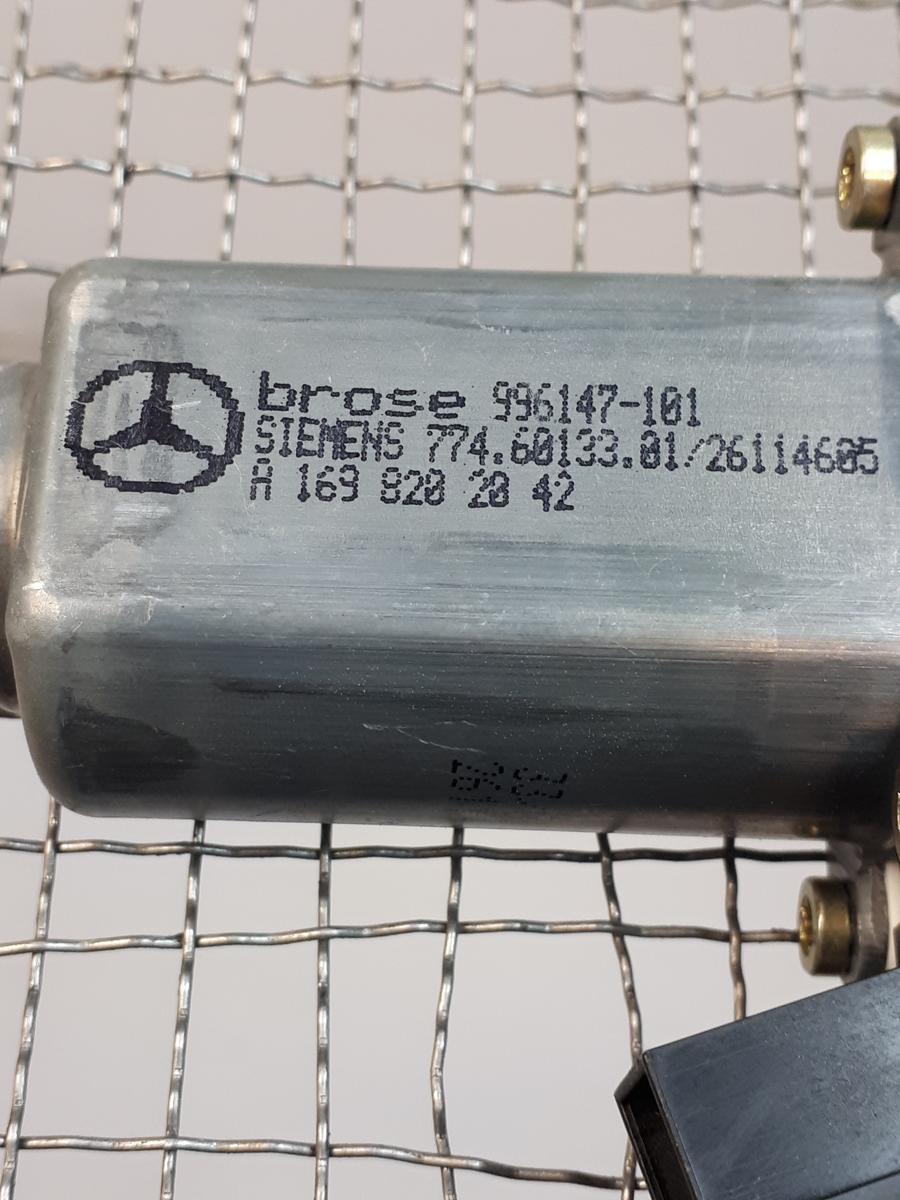 brose 996147-101
SIEMENS 774.60133.01/26114605
A 169 820 20 42